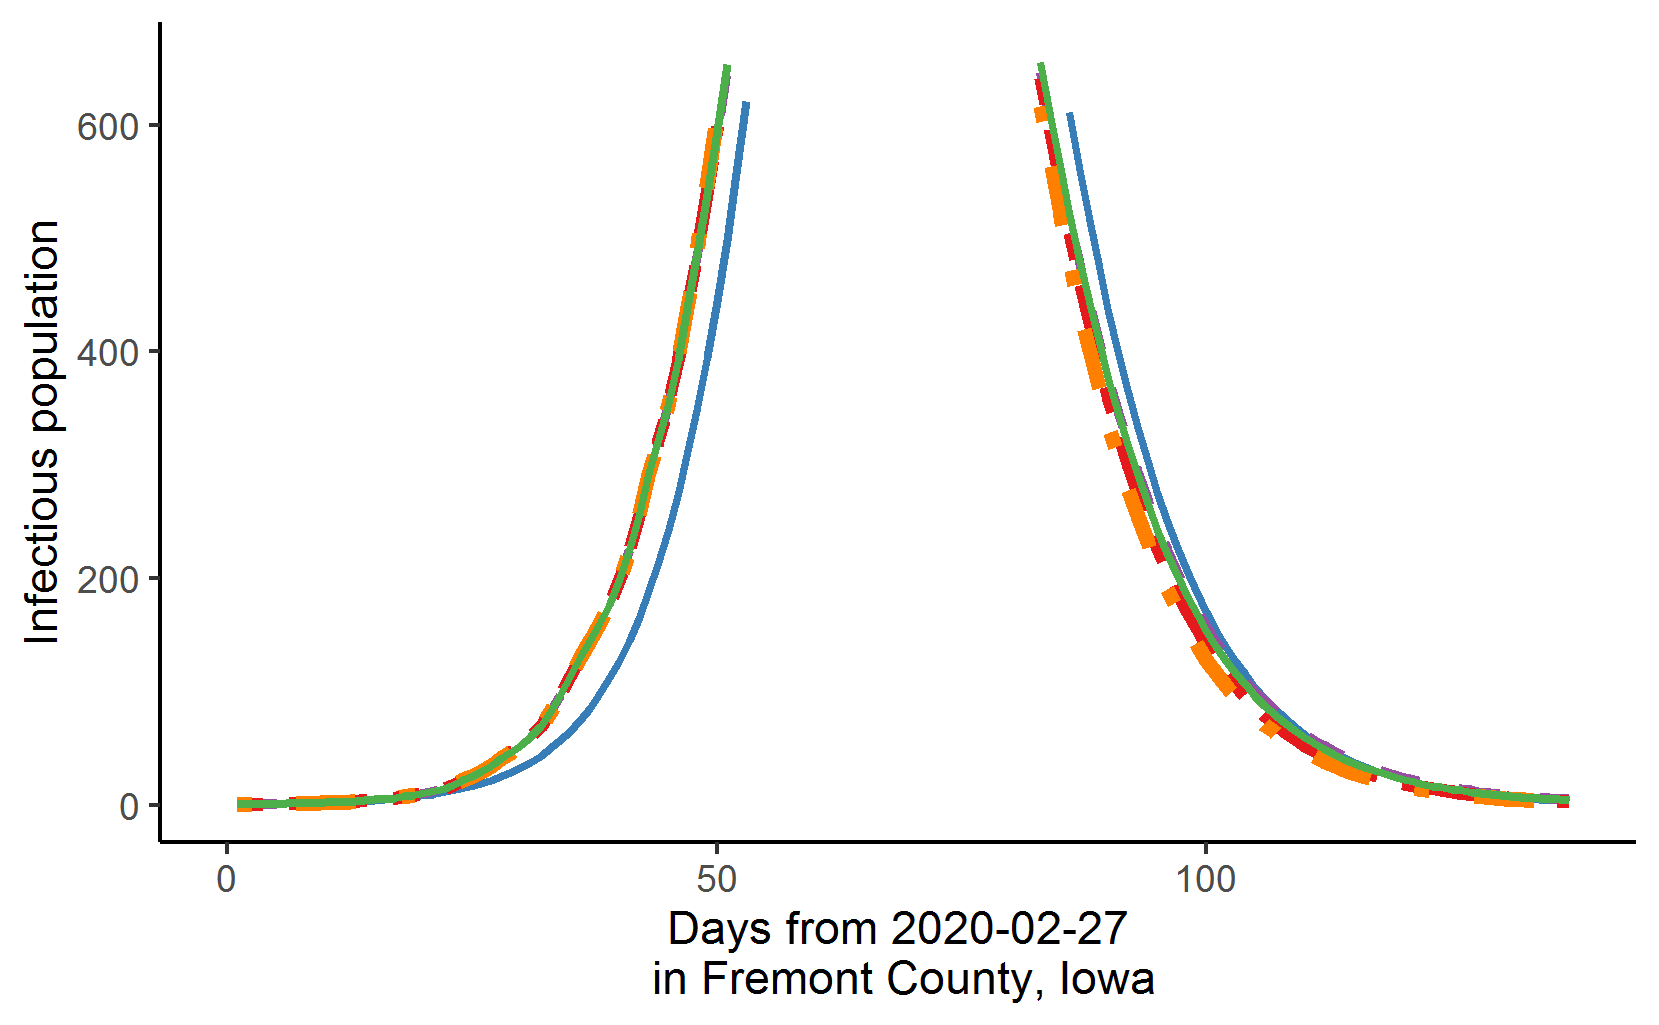 Infectious population
600
400
200
0
0 50 100
Days from 2020-02-27
in Fremont County, Iowa